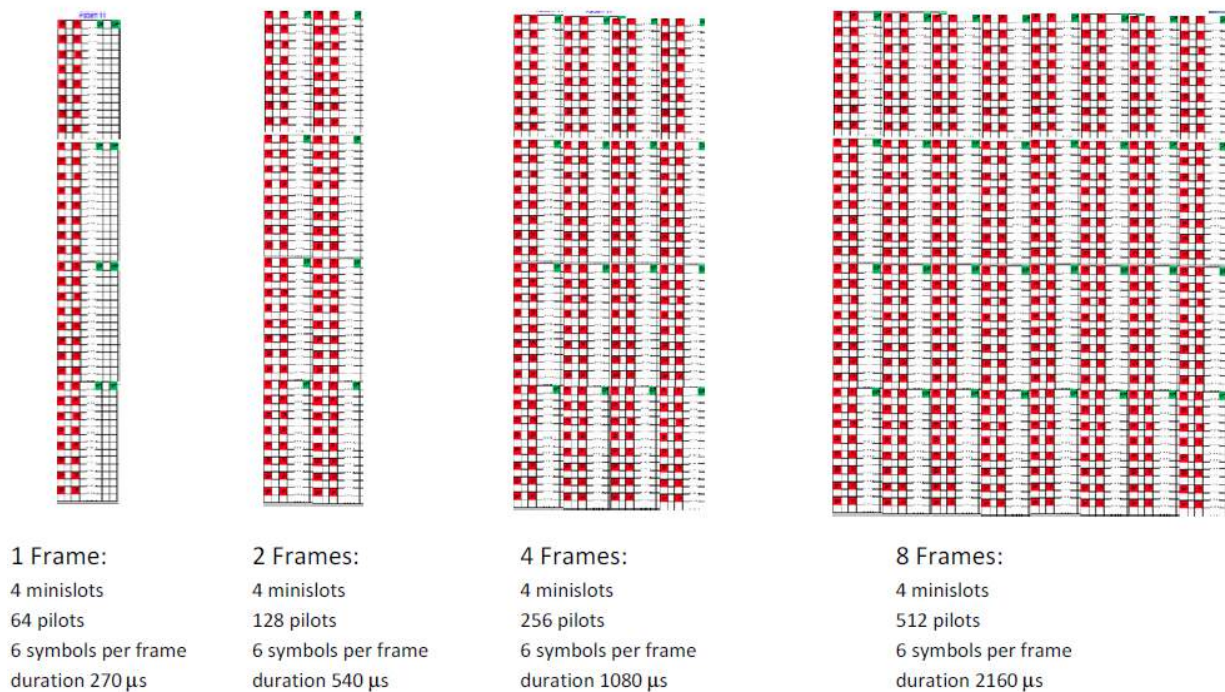 1 Frame:
4 minislots
64 pilots
6 symbols per frame
duration 270 μs
2 Frames:
4 minislots
128 pilots
6 symbols per frame
duration 540 μs
4 Frames:
4 minislots
256 pilots
6 symbols per frame
duration 1080 μs
8 Frames:
4 minislots
512 pilots
6 symbols per frame
duration 2160 μs